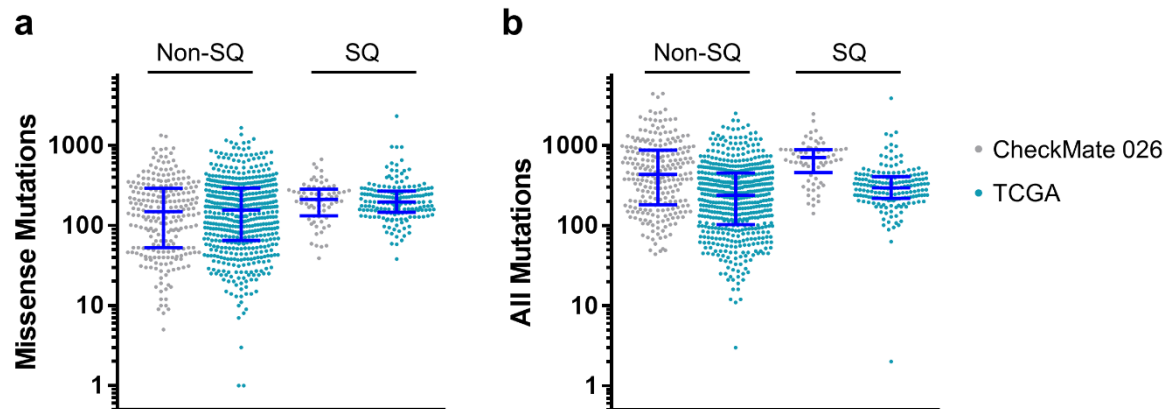 a
Non-SQ SQ
Missense Mutations
1000
100
10
1
b
Non-SQ SQ
All Mutations
1000
100
10
1
CheckMate 026
TCGA